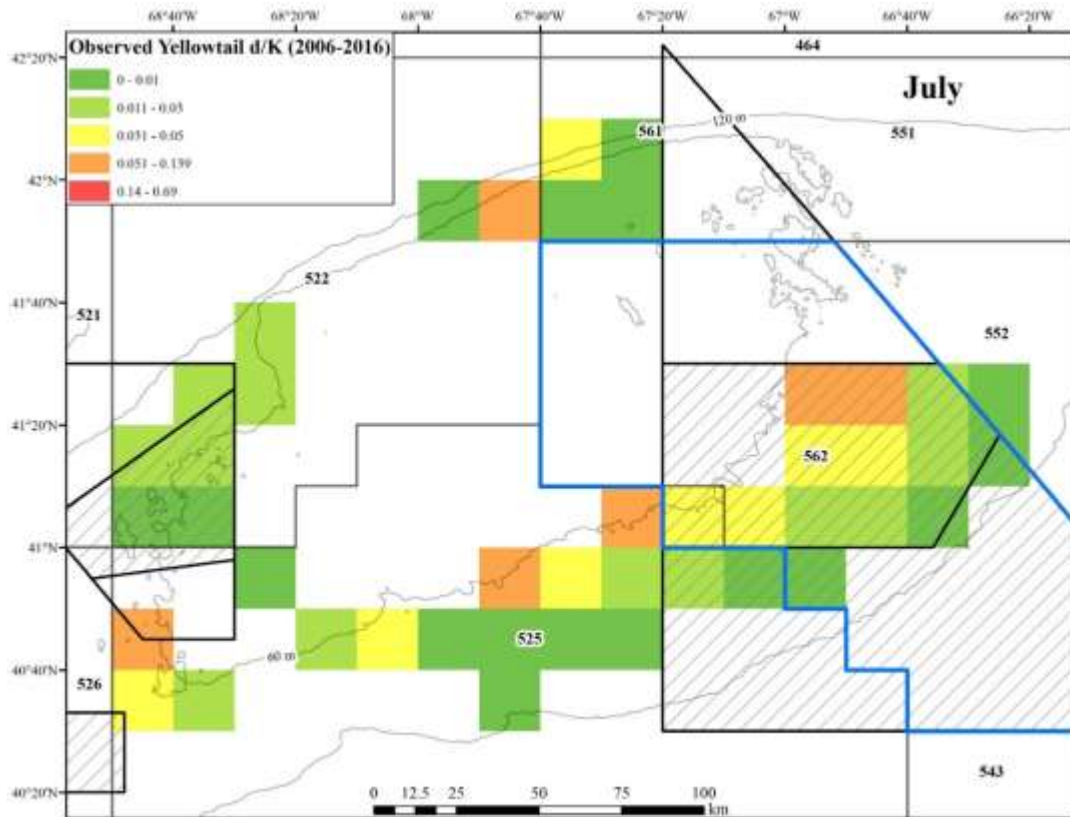 68°40'W 68°20'W 68°W 67°40'W 67°20'W 67°W 66°40'W 66°20'W
Observed Yellowtail d/K (2006-2016)
0 - 0.01
0.011 - 0.03
0.031 - 0.05
0.051 - 0.139
0.14 - 0.69
July
42°20'N
42°N
41°40'N
41°20'N
41°N
40°40'N
40°20'N
464
561
120 m
551
522
521
552
562
525
60 m
526
543
0 12.5 25 50 75 100
km